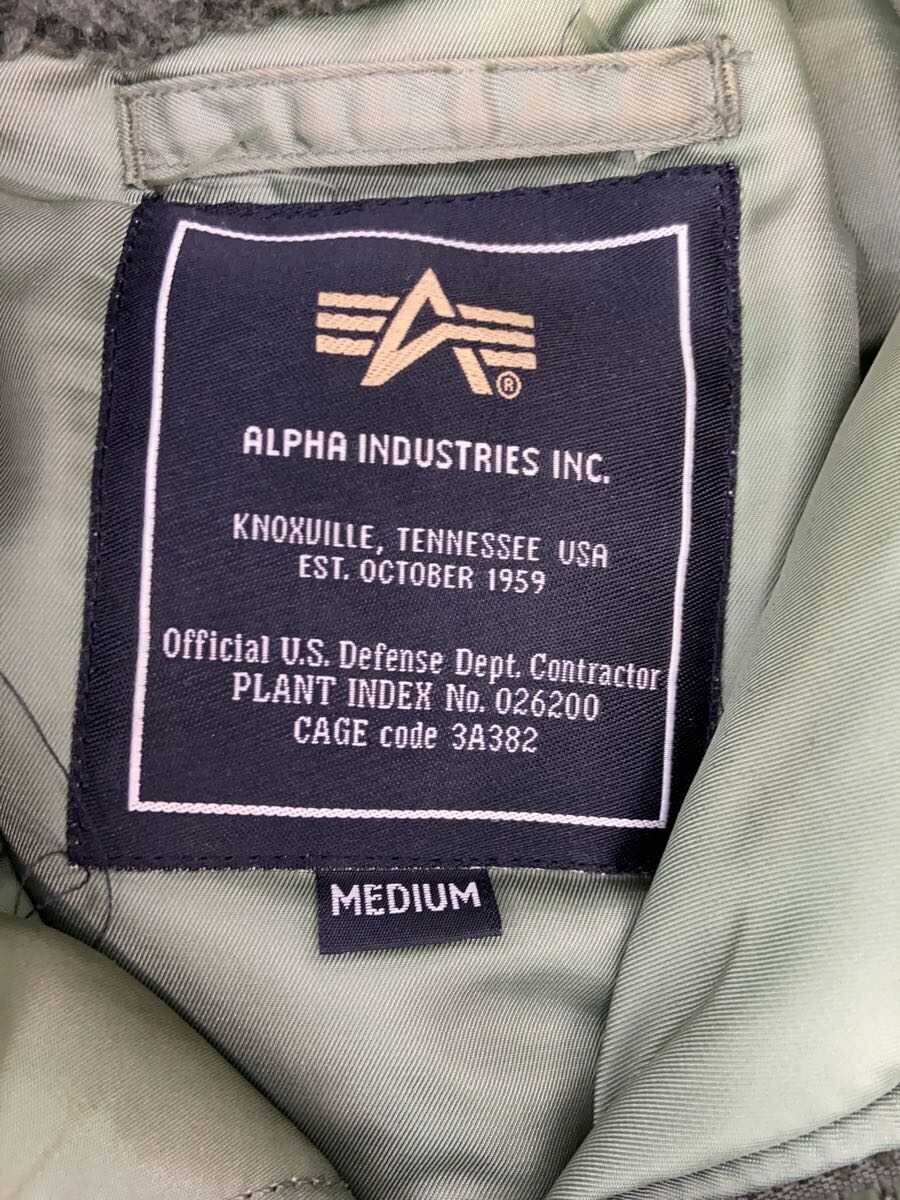 ®
ALPHA INDUSTRIES INC.
KNOXVILLE, TENNESSEE USA
EST. OCTOBER 1959
Official U.S. Defense Dept. Contractor
PLANT INDEX No. 026200
CAGE code 3A382
MEDIUM